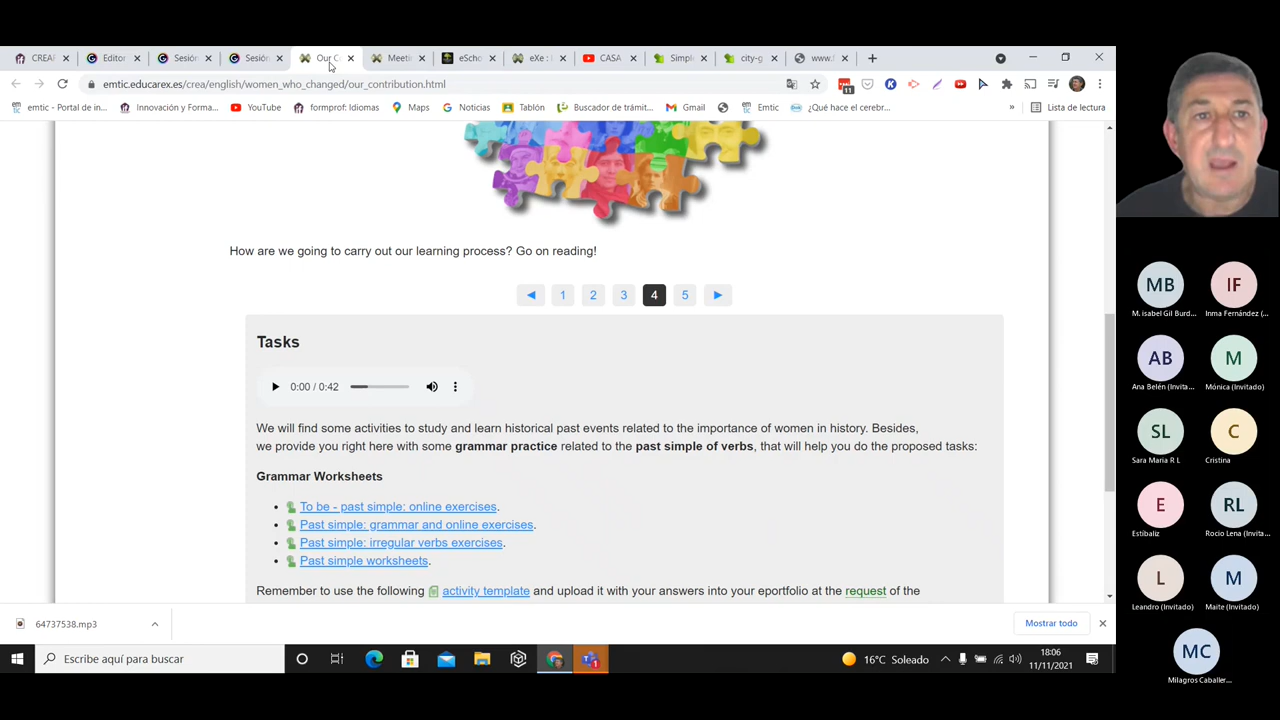 CREAR
Editor
Sesión
Sesión
Our C
Meetin
eScho
eXe :
CASA
Simple
city-g
www.f
emtic.educarex.es/crea/english/women_who_changed/our_contribution.html
11
emtic - Portal de in...
Innovación y Forma...
YouTube
formprof: Idiomas
Maps
Noticias
Tablón
Buscador de trámit...
Gmail
Emtic
¿Qué hace el cerebr...
»
Lista de lectura
How are we going to carry out our learning process? Go on reading!
◄ 1 2 3 4 5 ►
Tasks
0:00 / 0:42
We will find some activities to study and learn historical past events related to the importance of women in history. Besides,
we provide you right here with some grammar practice related to the past simple of verbs, that will help you do the proposed tasks:
Grammar Worksheets
• To be - past simple: online exercises.
• Past simple: grammar and online exercises.
• Past simple: irregular verbs exercises.
• Past simple worksheets.
Remember to use the following activity template and upload it with your answers into your eportfolio at the request of the
64737538.mp3
Mostrar todo
Escribe aquí para buscar
1
16°C Soleado
18:06
11/11/2021
MB
M. isabel Gil Burd...
IF
Inma Fernández (...
AB
Ana Belén (Invita...
M
Mónica (Invitado)
SL
Sara Maria R L
C
Cristina
E
Estibaliz
RL
Rocio Lena (Invita...
L
Leandro (Invitado)
M
Maite (Invitado)
MC
Milagros Caballer...